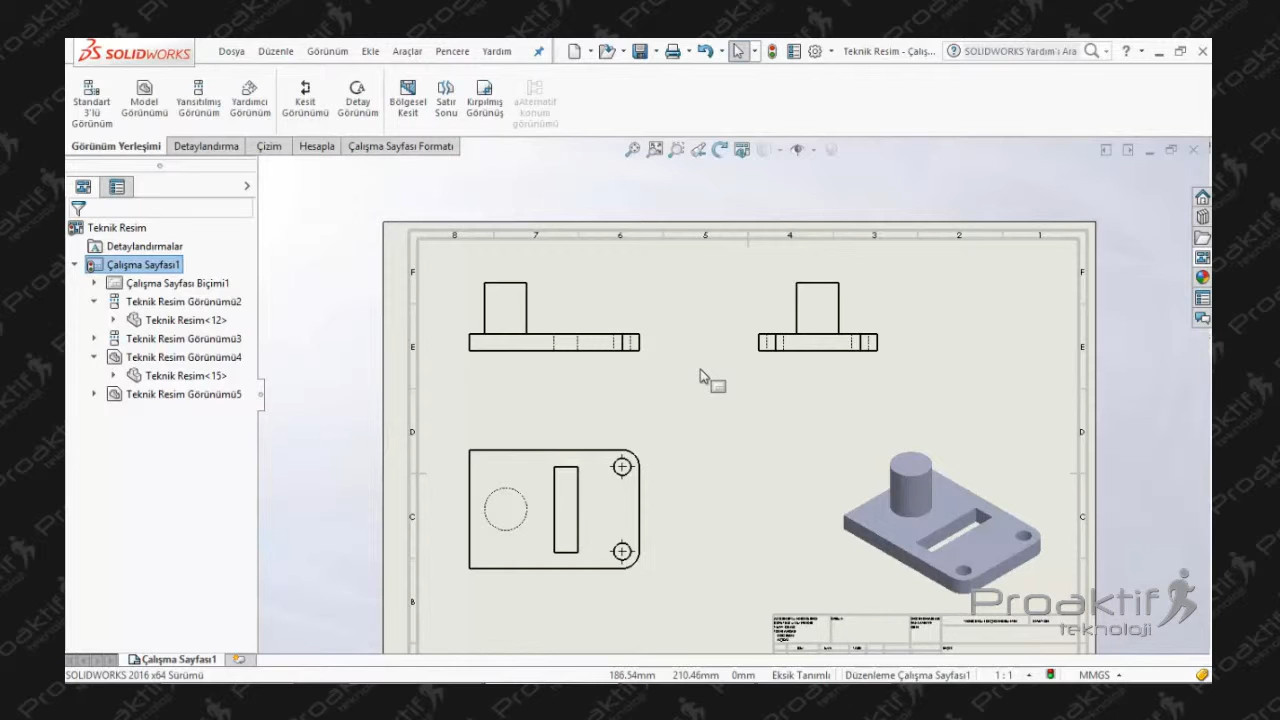 SOLIDWORKS
Dosya Düzenle Görünüm Ekle Araçlar Pencere Yardım
Teknik Resim - Çalış...
SOLIDWORKS Yardım'ı Ara
Standart 3'lü Görünüm
Model Görünümü
Yansıtılmış Görünüm
Yardımcı Görünüm
Kesit Görünümü
Detay Görünüm
Bölgesel Kesit
Satır Sonu
Kırpılmış Görünüş
aAternatif konum görünümü
Görünüm Yerleşimi Detaylandırma Çizim Hesapla Çalışma Sayfası Formatı
Teknik Resim
Detaylandırmalar
Çalışma Sayfası1
Çalışma Sayfası Biçimi1
Teknik Resim Görünümü2
Teknik Resim<12>
Teknik Resim Görünümü3
Teknik Resim Görünümü4
Teknik Resim<15>
Teknik Resim Görünümü5
8 7 6 5 4 3 2 1
F F
E E
D D
C C
B
Proaktif
teknoloji
Çalışma Sayfası1
SOLIDWORKS 2016 x64 Sürümü
186.54mm 210.46mm 0mm Eksik Tanımlı Düzenleme Çalışma Sayfası1 1 : 1 MMGS